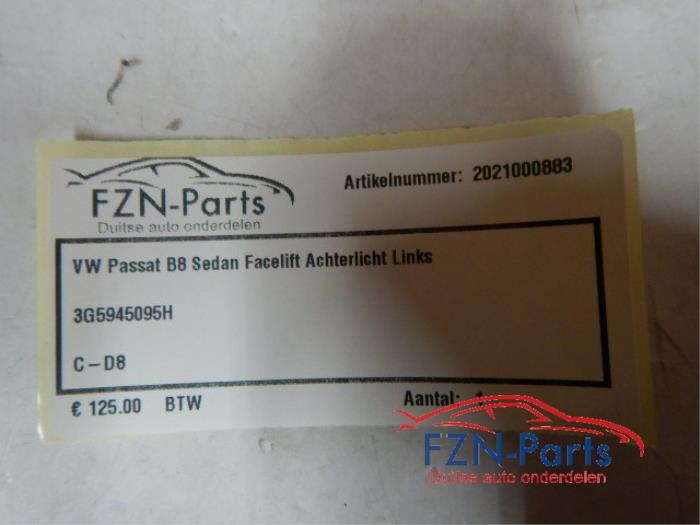 FZN-Parts
Duitse auto onderdelen
Artikelnummer: 2021000883
VW Passat B8 Sedan Facelift Achterlicht Links
3G5945095H
C-D8
€ 125.00 BTW
Aantal:
FZN-Parts
Duitse auto onderdelen